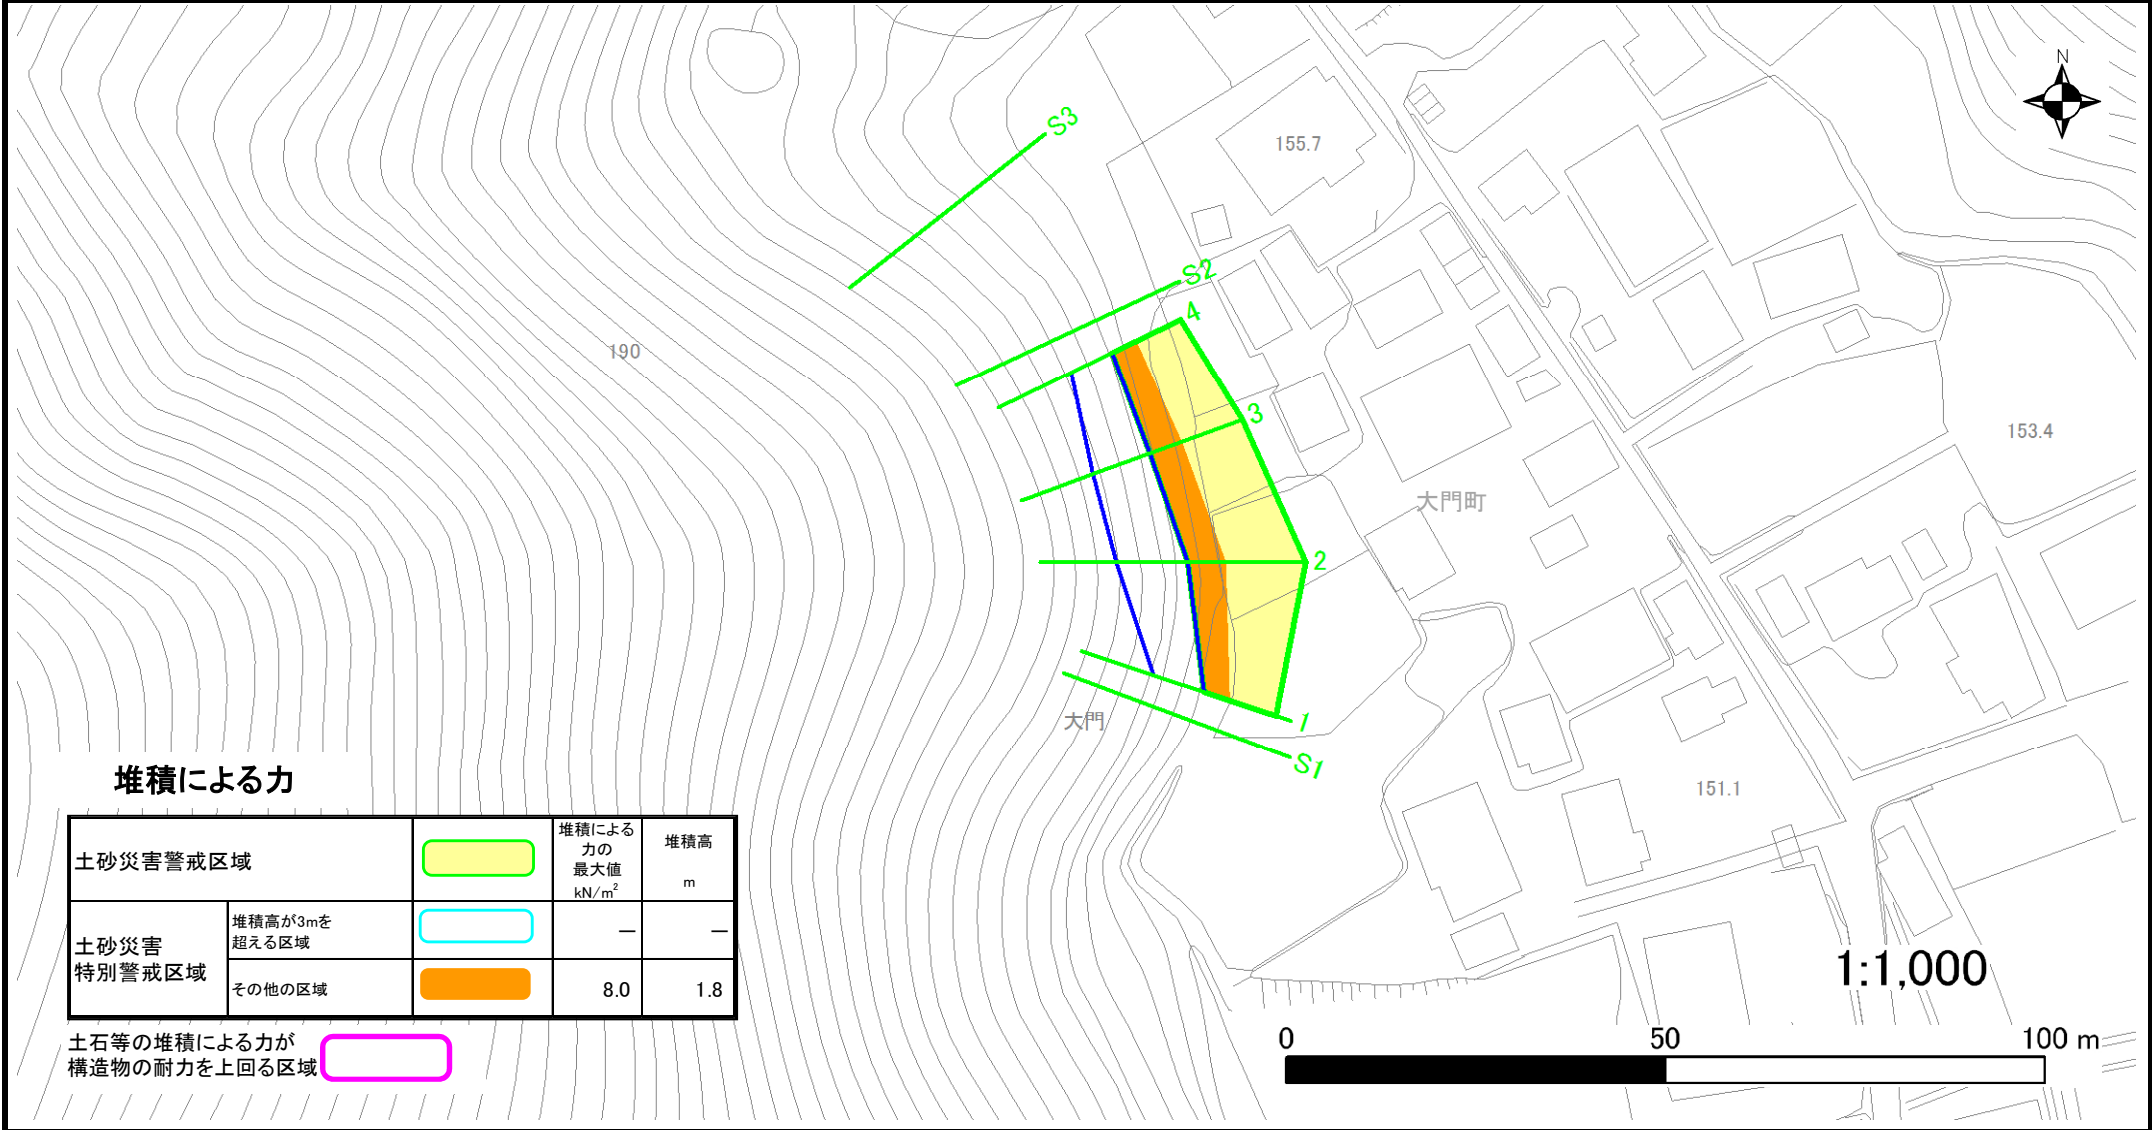 N
S3
155.7
S2
4
190
3
153.4
大門町
2
大門
1
S1
151.1
堆積による力
土砂災害警戒区域
堆積による
力の
最大値
kN/m²
堆積高
m
土砂災害
特別警戒区域
堆積高が3mを
超える区域
— —
その他の区域
8.0 1.8
土石等の堆積による力が
構造物の耐力を上回る区域
1:1,000
0 50 100 m